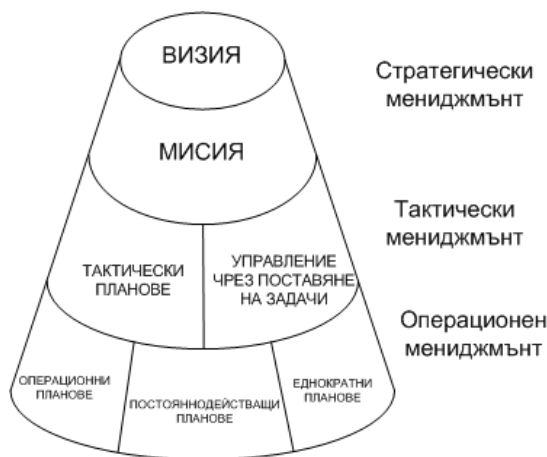 ВИЗИЯ
Стратегически
мениджмънт
МИСИЯ
Тактически
мениджмънт
ТАКТИЧЕСКИ
ПЛАНОВЕ
УПРАВЛЕНИЕ
ЧРЕЗ ПОСТАВЯНЕ
НА ЗАДАЧИ
Операционен
мениджмънт
ОПЕРАЦИОННИ
ПЛАНОВЕ
ПОСТОЯННОДЕЙСТВАЩИ
ПЛАНОВЕ
ЕДНОКРАТНИ
ПЛАНОВЕ